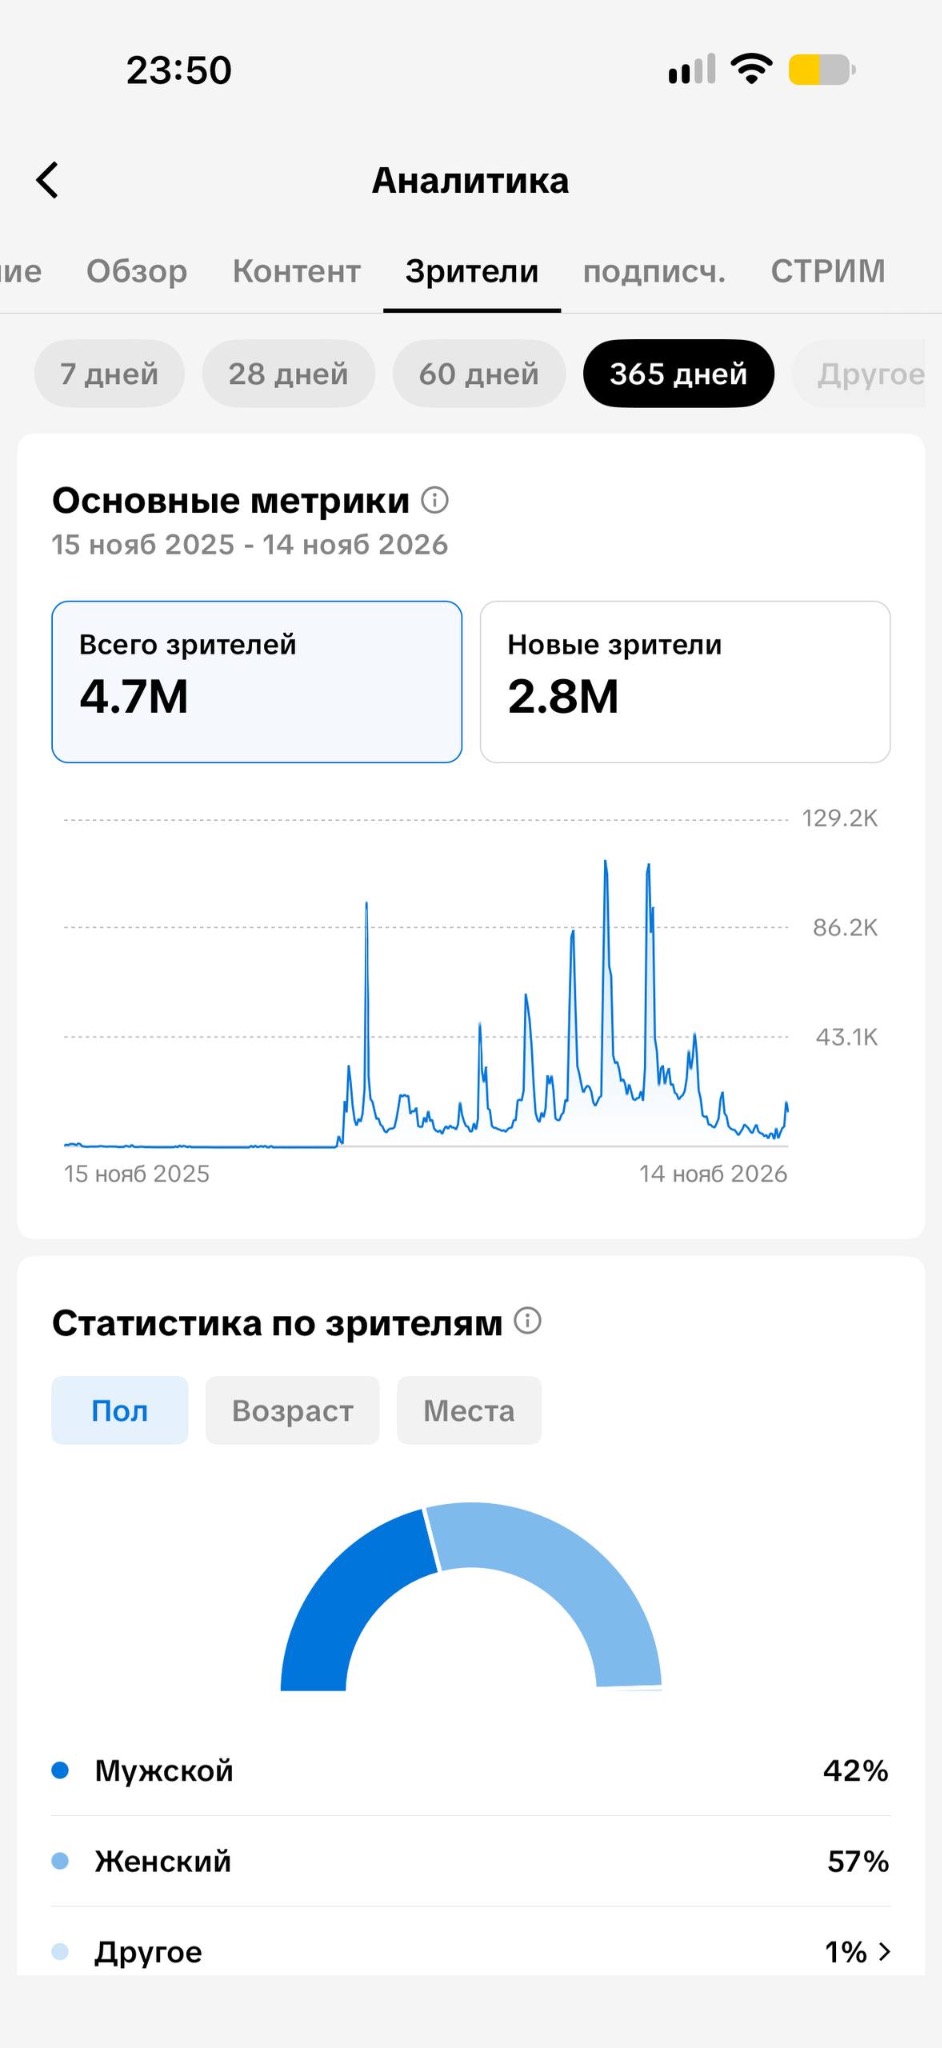 23:50
Аналитика
ие Обзор Контент Зрители подписч. СТРИМ
7 дней 28 дней 60 дней 365 дней Другое
Основные метрики
15 нояб 2025 - 14 нояб 2026
Всего зрителей
4.7M
Новые зрители
2.8M
129.2K
86.2K
43.1K
15 нояб 2025 14 нояб 2026
Статистика по зрителям
Пол Возраст Места
Мужской 42%
Женский 57%
Другое 1%